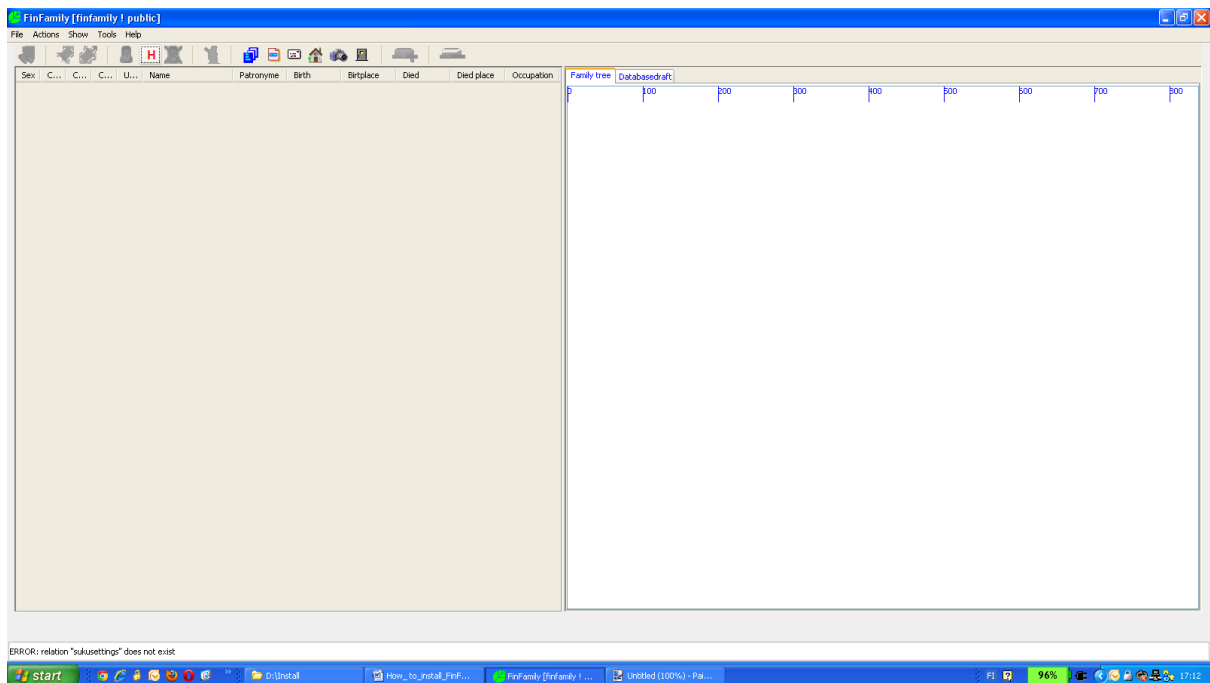 FinFamily [finfamily ! public]
File Actions Show Tools Help
H
Sex C... C... C... U... Name Patronyme Birth Birtplace Died Died place Occupation
Family tree Databasedraft
0 100 200 300 400 500 600 700 800
ERROR: relation "sukusettings" does not exist
start D:\Install How_to_install_FinF... FinFamily [finfamily ! ... Untitled (100%) - Pai... FI 96% 17:12